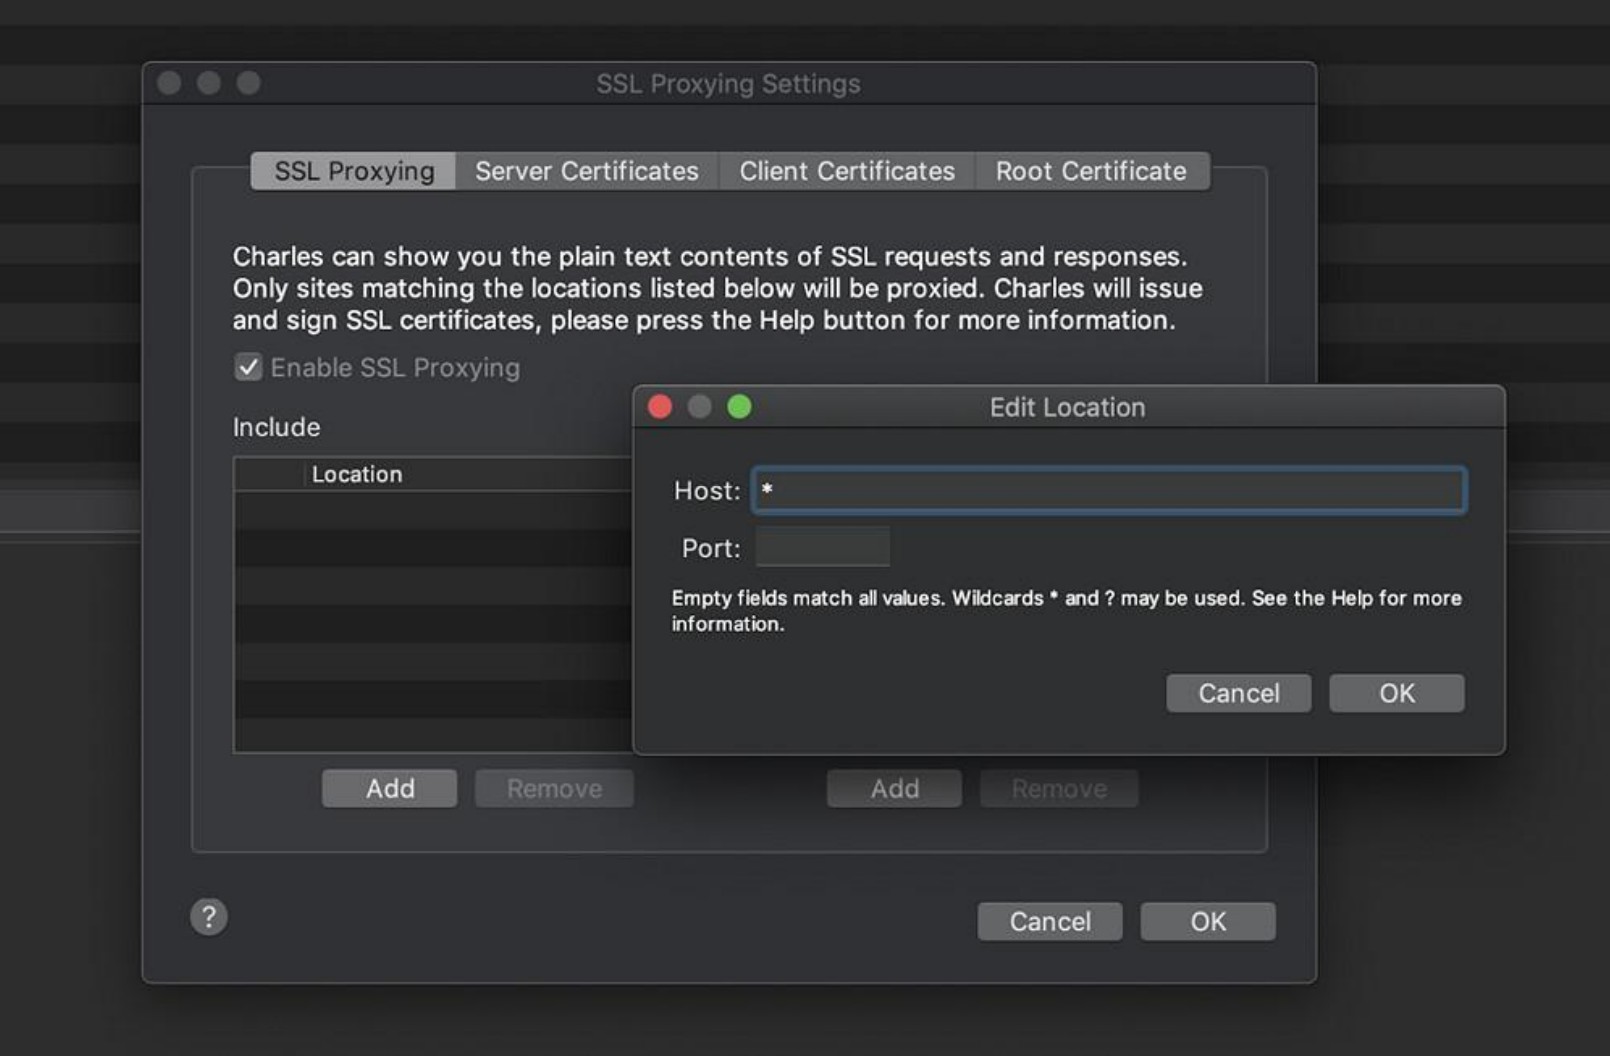 SSL Proxying Settings
SSL Proxying Server Certificates Client Certificates Root Certificate
Charles can show you the plain text contents of SSL requests and responses.
Only sites matching the locations listed below will be proxied. Charles will issue
and sign SSL certificates, please press the Help button for more information.
Enable SSL Proxying
Include
Location
Edit Location
Host: *
Port:
Empty fields match all values. Wildcards * and ? may be used. See the Help for more
information.
Cancel OK
Add Remove Add Remove
? Cancel OK